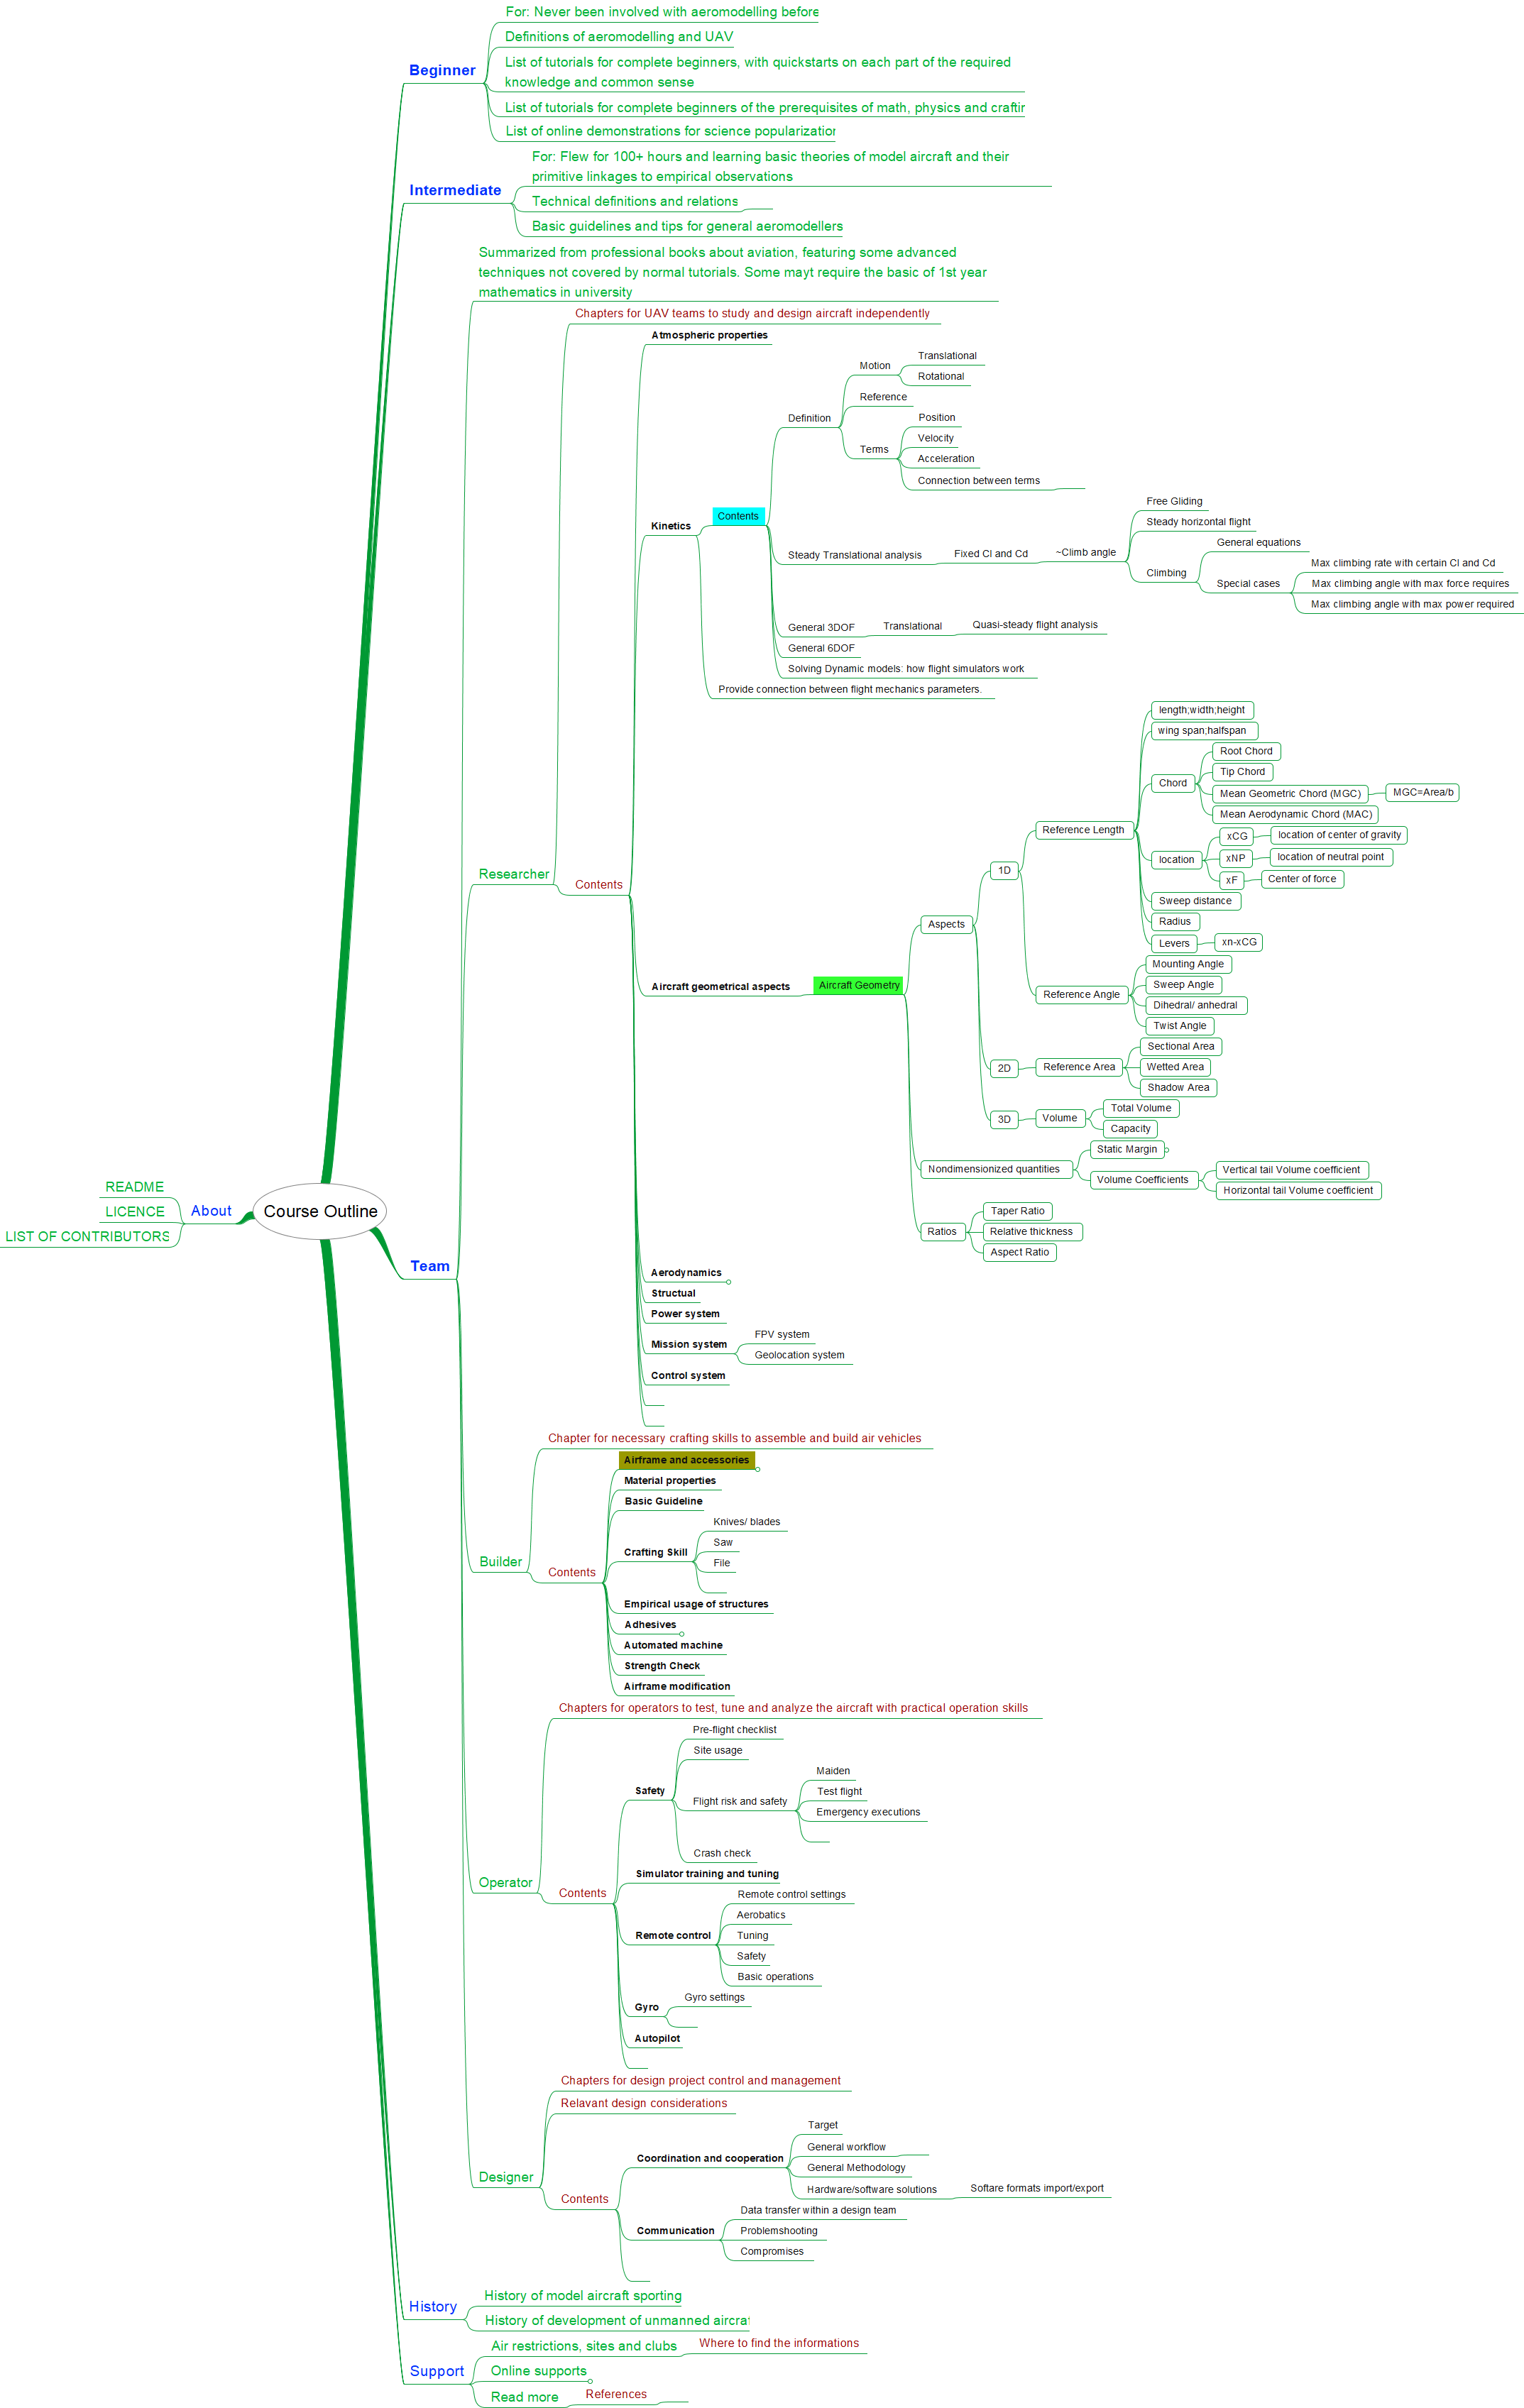 For: Never been involved with aeromodelling before
Definitions of aeromodelling and UAV
Beginner
List of tutorials for complete beginners, with quickstarts on each part of the required
knowledge and common sense
List of tutorials for complete beginners of the prerequisites of math, physics and craftin
List of online demonstrations for science popularization
For: Flew for 100+ hours and learning basic theories of model aircraft and their
primitive linkages to empirical observations
Intermediate
Technical definitions and relations
Basic guidelines and tips for general aeromodellers
Summarized from professional books about aviation, featuring some advanced
techniques not covered by normal tutorials. Some mayt require the basic of 1st year
mathematics in university
Chapters for UAV teams to study and design aircraft independently
Atmospheric properties
Translational
Motion
Rotational
Reference
Definition
Position
Velocity
Terms
Acceleration
Connection between terms
Contents
Kinetics
Free Gliding
Steady horizontal flight
General equations
Steady Translational analysis
Fixed Cl and Cd
~Climb angle
Climbing
Max climbing rate with certain Cl and Cd
Special cases
Max climbing angle with max force requires
Max climbing angle with max power required
General 3DOF
Translational
Quasi-steady flight analysis
General 6DOF
Solving Dynamic models: how flight simulators work
Provide connection between flight mechanics parameters.
length;width;height
wing span;halfspan
Root Chord
Tip Chord
Chord
Mean Geometric Chord (MGC)
MGC=Area/b
Mean Aerodynamic Chord (MAC)
Reference Length
xCG
location of center of gravity
location
xNP
location of neutral point
xF
Center of force
1D
Researcher
Contents
Sweep distance
Radius
Aspects
Levers
xn-xCG
Mounting Angle
Sweep Angle
Aircraft geometrical aspects
Aircraft Geometry
Reference Angle
Dihedral/ anhedral
Twist Angle
Sectional Area
2D
Reference Area
Wetted Area
Shadow Area
Total Volume
3D
Volume
Capacity
Static Margin
Nondimensionized quantities
Vertical tail Volume coefficient
Volume Coefficients
Horizontal tail Volume coefficient
README
Course Outline
About
LICENCE
LIST OF CONTRIBUTORS
Taper Ratio
Ratios
Relative thickness
Aspect Ratio
Team
Aerodynamics
Structual
Power system
FPV system
Mission system
Geolocation system
Control system
Chapter for necessary crafting skills to assemble and build air vehicles
Airframe and accessories
Material properties
Basic Guideline
Knives/ blades
Saw
Crafting Skill
File
Builder
Contents
Empirical usage of structures
Adhesives
Automated machine
Strength Check
Airframe modification
Chapters for operators to test, tune and analyze the aircraft with practical operation skills
Pre-flight checklist
Site usage
Maiden
Safety
Test flight
Flight risk and safety
Emergency executions
Crash check
Simulator training and tuning
Operator
Contents
Remote control settings
Aerobatics
Remote control
Tuning
Safety
Basic operations
Gyro settings
Gyro
Autopilot
Chapters for design project control and management
Relavant design considerations
Target
General workflow
Coordination and cooperation
General Methodology
Designer
Hardware/software solutions
Softare formats import/export
Contents
Data transfer within a design team
Communication
Problemshooting
Compromises
History of model aircraft sporting
History
History of development of unmanned aircraf
Air restrictions, sites and clubs
Where to find the informations
Support
Online supports
Read more
References